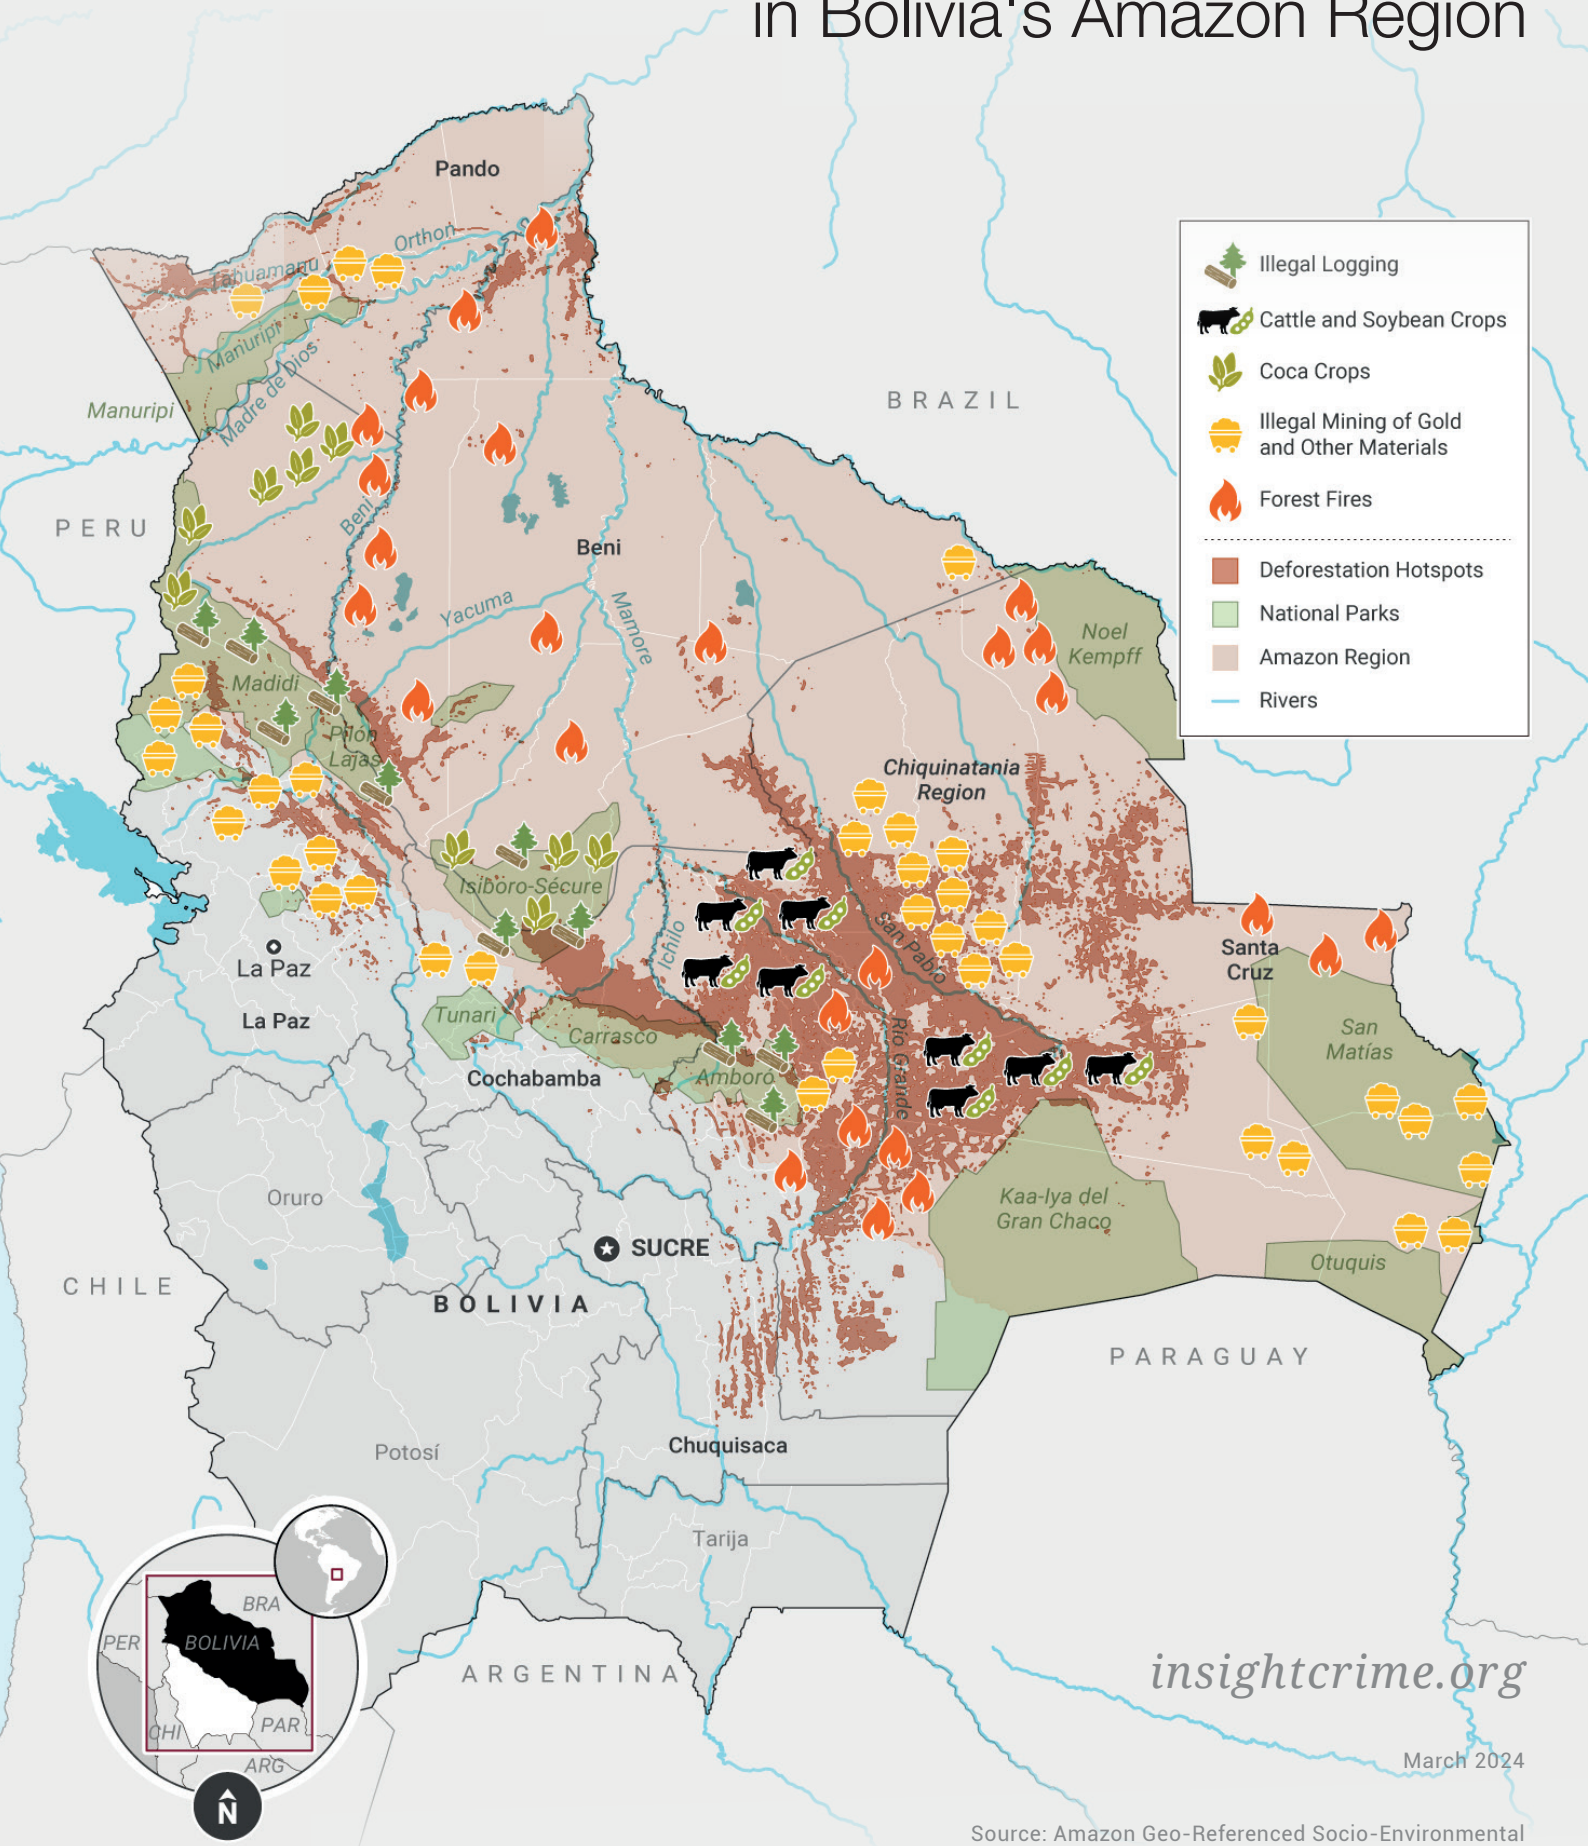 in Bolivia's Amazon Region
Pando
Orthon
Tahuamanu
Manuripi
Madre de Dios
Manuripi
BRAZIL
PERU
Beni
Beni
Yacuma
Mamore
Noel
Kempff
Madidi
Pilón
Lajas
Chiquinatania
Region
Isiboro-Sécure
Ichilo
San Pablo
Santa
Cruz
La Paz
La Paz
Tunari
Carrasco
Cochabamba
Amboró
Rio Grande
San
Matías
Oruro
Kaa-Iya del
Gran Chaco
SUCRE
Otuquis
CHILE
BOLIVIA
PARAGUAY
Potosí
Chuquisaca
Tarija
ARGENTINA
Illegal Logging
Cattle and Soybean Crops
Coca Crops
Illegal Mining of Gold
and Other Materials
Forest Fires
Deforestation Hotspots
National Parks
Amazon Region
Rivers
BRA
PER
BOLIVIA
CHI
PAR
ARG
N
insightcrime.org
March 2024
Source: Amazon Geo-Referenced Socio-Environmental